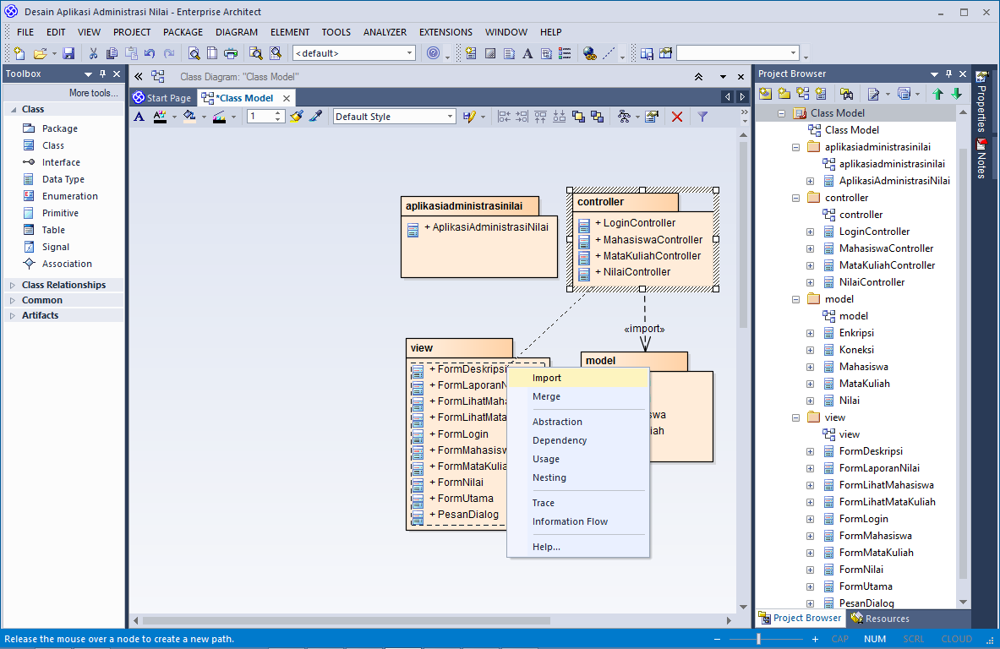 Desain Aplikasi Administrasi Nilai - Enterprise Architect
FILE EDIT VIEW PROJECT PACKAGE DIAGRAM ELEMENT TOOLS ANALYZER EXTENSIONS WINDOW HELP
<default>
Toolbox
More tools...
Class
Package
Class
Interface
Data Type
Enumeration
Primitive
Table
Signal
Association
Class Relationships
Common
Artifacts
Class Diagram: "Class Model"
Start Page
*Class Model
1
Default Style
aplikasiadministrasinilai
+ AplikasiAdministrasiNilai
controller
+ LoginController
+ MahasiswaController
+ MataKuliahController
+ NilaiController
«import»
view
+ FormDeskripsi
+ FormLaporanN
+ FormLihatMaha
+ FormLihatMata
+ FormLogin
+ FormMahasisw
+ FormMataKulia
+ FormNilai
+ FormUtama
+ PesanDialog
model
swa
iah
Import
Merge
Abstraction
Dependency
Usage
Nesting
Trace
Information Flow
Help...
Project Browser
Class Model
Class Model
aplikasiadministrasinilai
aplikasiadministrasinilai
AplikasiAdministrasiNilai
controller
controller
LoginController
MahasiswaController
MataKuliahController
NilaiController
model
model
Enkripsi
Koneksi
Mahasiswa
MataKuliah
Nilai
view
view
FormDeskripsi
FormLaporanNilai
FormLihatMahasiswa
FormLihatMataKuliah
FormLogin
FormMahasiswa
FormMataKuliah
FormNilai
FormUtama
PesanDialog
Project Browser
Resources
Properties
Notes
Release the mouse over a node to create a new path.
CAP NUM SCRL CLOUD